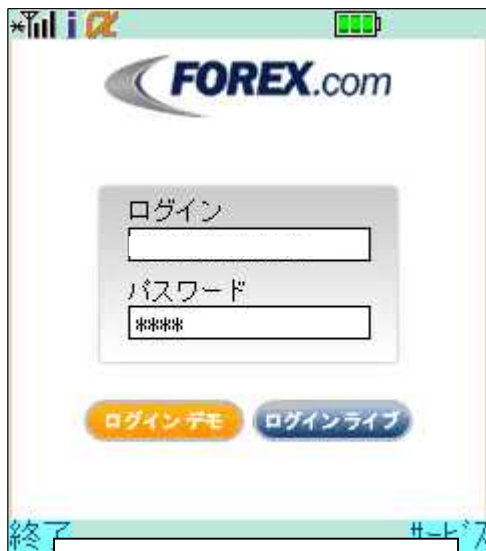 i α
FOREX.com
ログイン
パスワード
****
ログインデモ ログインライブ
終了 サービス